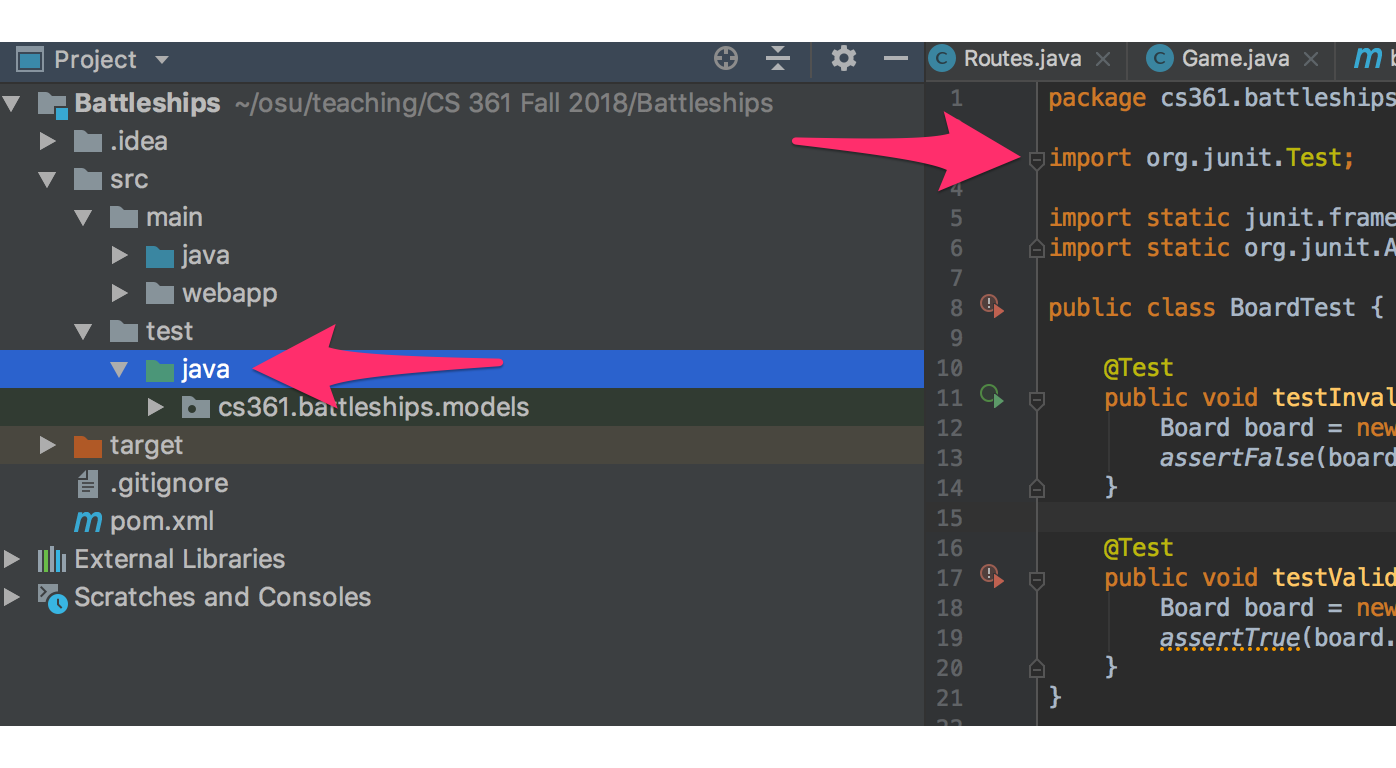 Project
Battleships ~/osu/teaching/CS 361 Fall 2018/Battleships
.idea
src
main
java
webapp
test
java
cs361.battleships.models
target
.gitignore
pom.xml
External Libraries
Scratches and Consoles
Routes.java Game.java
1 package cs361.battleships
import org.junit.Test;
4
5 import static junit.frame
6 import static org.junit.A
7
8 public class BoardTest {
9
10 @Test
11 public void testInval
12 Board board = new
13 assertFalse(board
14 }
15
16 @Test
17 public void testValid
18 Board board = new
19 assertTrue(board.
20 }
21 }